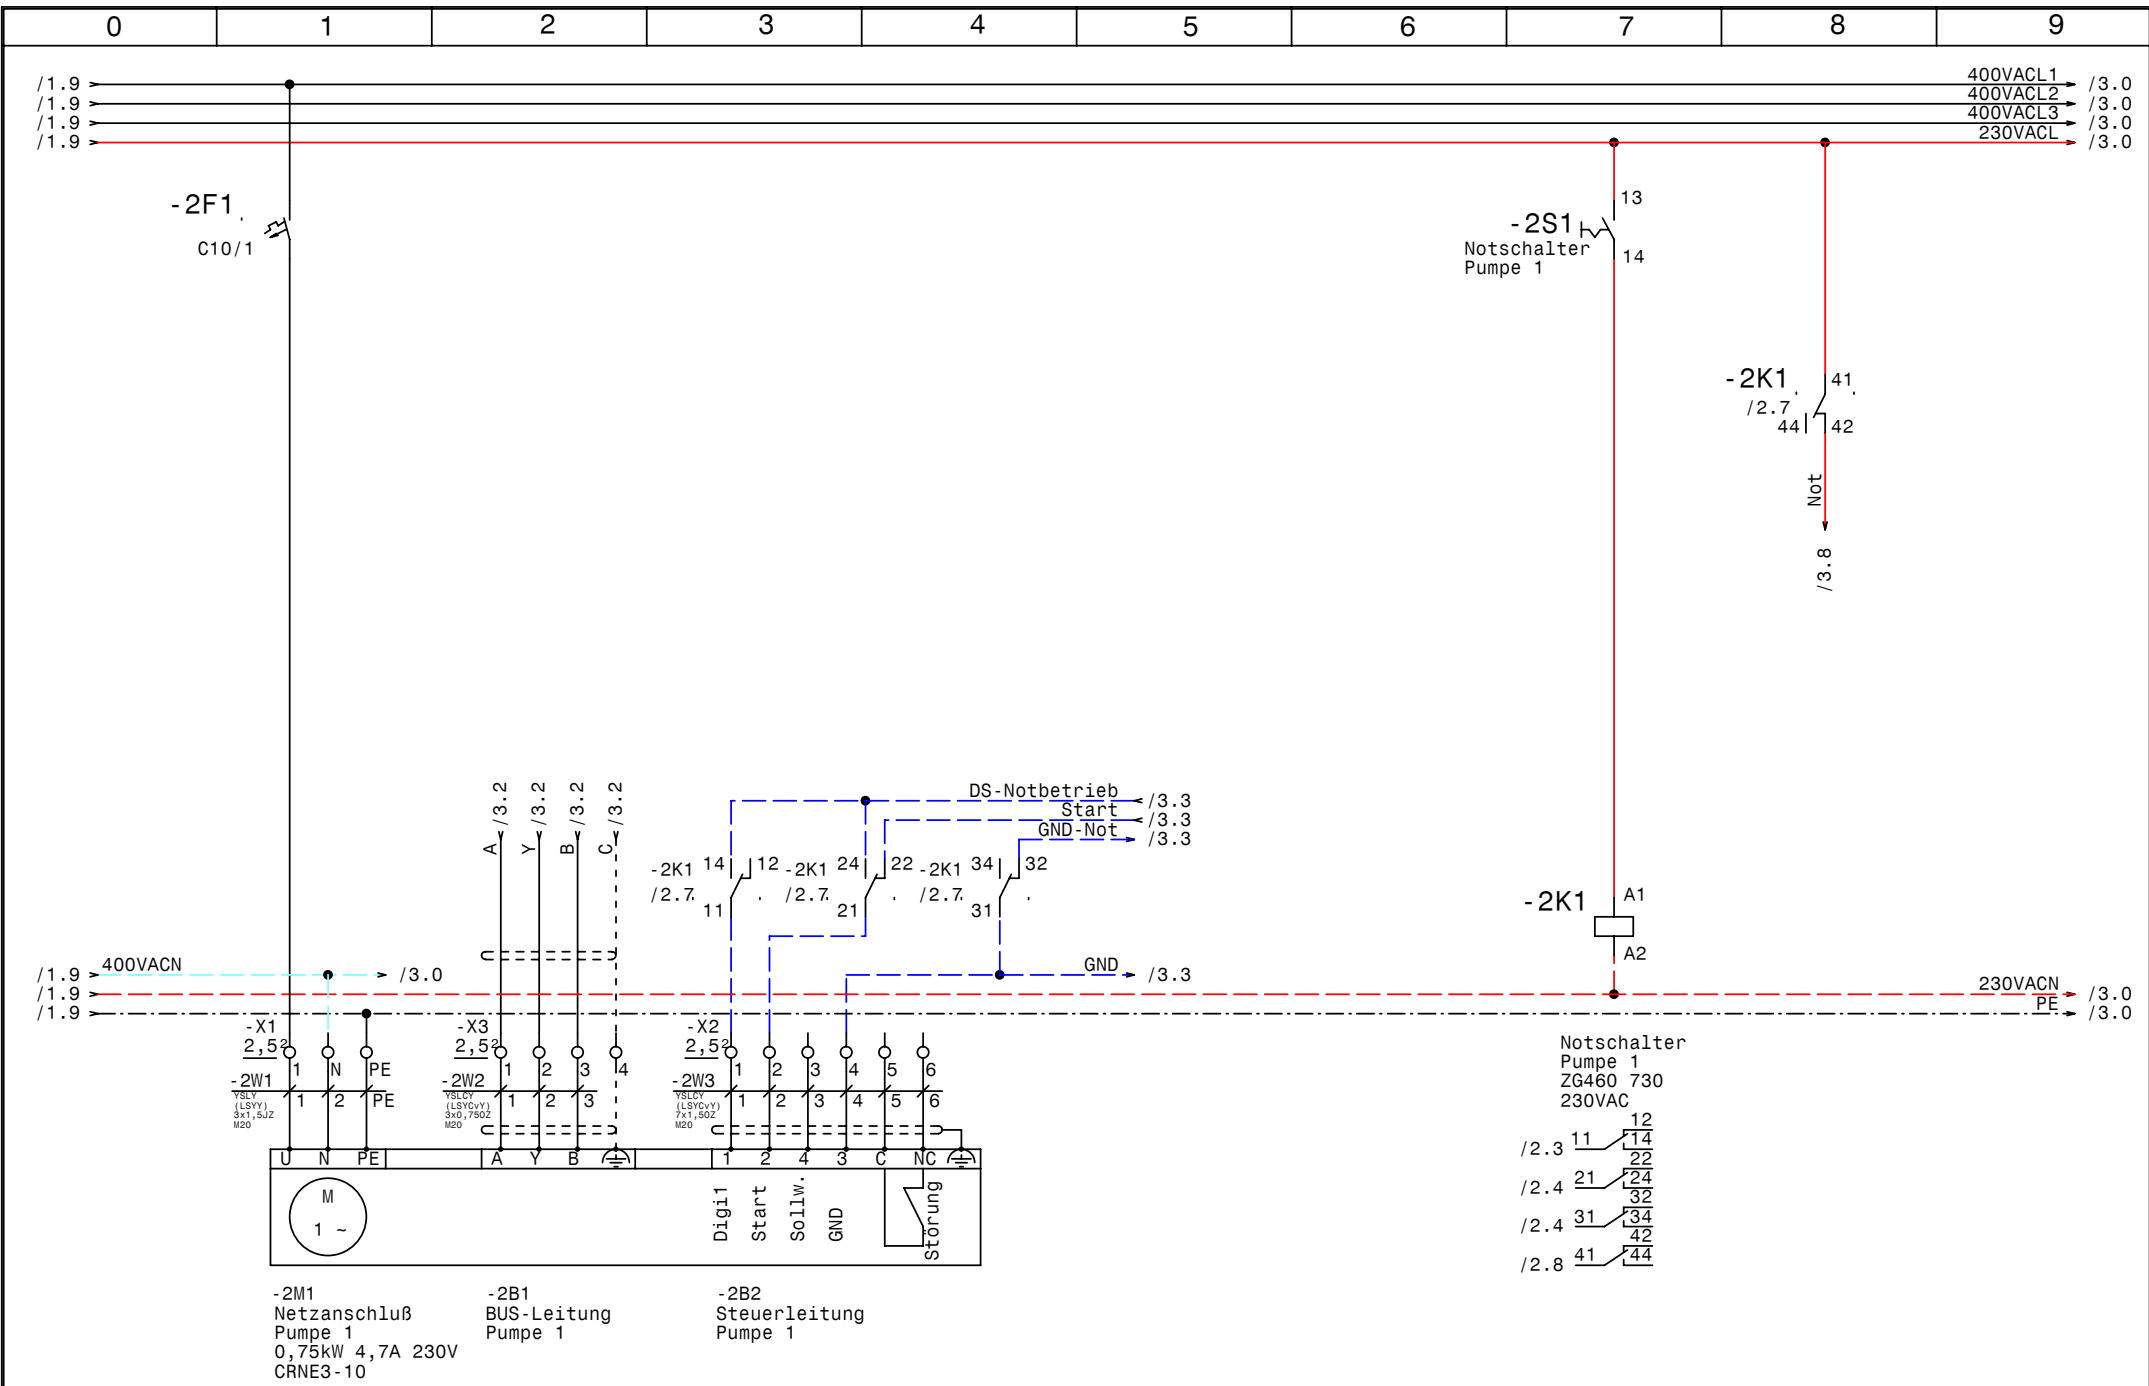 0 1 2 3 4 5 6 7 8 9
/1.9 400VACL1 /3.0
/1.9 400VACL2 /3.0
/1.9 400VACL3 /3.0
/1.9 230VACL /3.0
-2F1
C10/1
13
-2S1
Notschalter
Pumpe 1
14
-2K1
/2.7
41
44
42
Not
/3.8
/3.2 /3.2 /3.2 /3.2
A Y B C
DS-Notbetrieb /3.3
Start /3.3
GND-Not /3.3
-2K1 14 12
/2.7
11
-2K1 24 22
/2.7
21
-2K1 34 32
/2.7
31
-2K1
A1
A2
/1.9 400VACN /3.0
GND /3.3
/1.9 230VACN /3.0
/1.9 PE /3.0
-X1
2,5²
1 N PE
-2W1
YSLY
(LSYY)
3x1,5JZ
M20
1 2 PE
-X3
2,5²
1 2 3 4
-2W2
YSLCY
(LSYCvY)
3x0,75OZ
M20
1 2 3
-X2
2,5²
1 2 3 4 5 6
-2W3
YSLCY
(LSYCvY)
7x1,5OZ
M20
1 2 3 4 5 6
U N PE A Y B 1 2 4 3 C NC
M
1 ~
Digi1
Start
Sollw.
GND
Störung
-2M1
Netzanschluß
Pumpe 1
0,75kW 4,7A 230V
CRNE3-10
-2B1
BUS-Leitung
Pumpe 1
-2B2
Steuerleitung
Pumpe 1
Notschalter
Pumpe 1
ZG460 730
230VAC
12
/2.3 11 14
22
/2.4 21 24
32
/2.4 31 34
42
/2.8 41 44